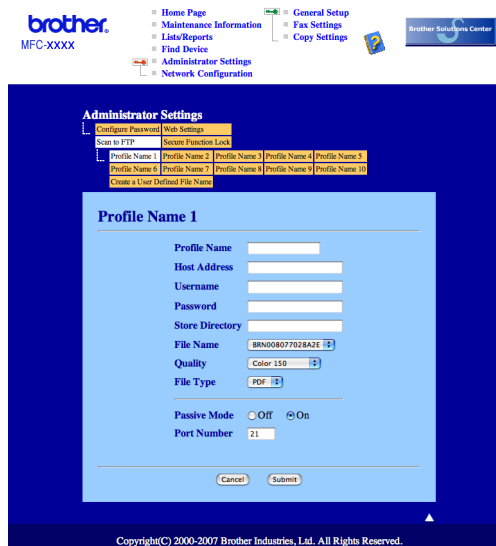 brother.
MFC-XXXX
Home Page
Maintenance Information
Lists/Reports
Find Device
Administrator Settings
Network Configuration
General Setup
Fax Settings
Copy Settings
Brother Solutions Center
Administrator Settings
Configure Password Web Settings
Scan to FTP Secure Function Lock
Profile Name 1 Profile Name 2 Profile Name 3 Profile Name 4 Profile Name 5
Profile Name 6 Profile Name 7 Profile Name 8 Profile Name 9 Profile Name 10
Create a User Defined File Name
Profile Name 1
Profile Name
Host Address
Username
Password
Store Directory
File Name BRN008077028A2E
Quality Color 150
File Type PDF
Passive Mode Off On
Port Number 21
Cancel Submit
Copyright(C) 2000-2007 Brother Industries, Ltd. All Rights Reserved.